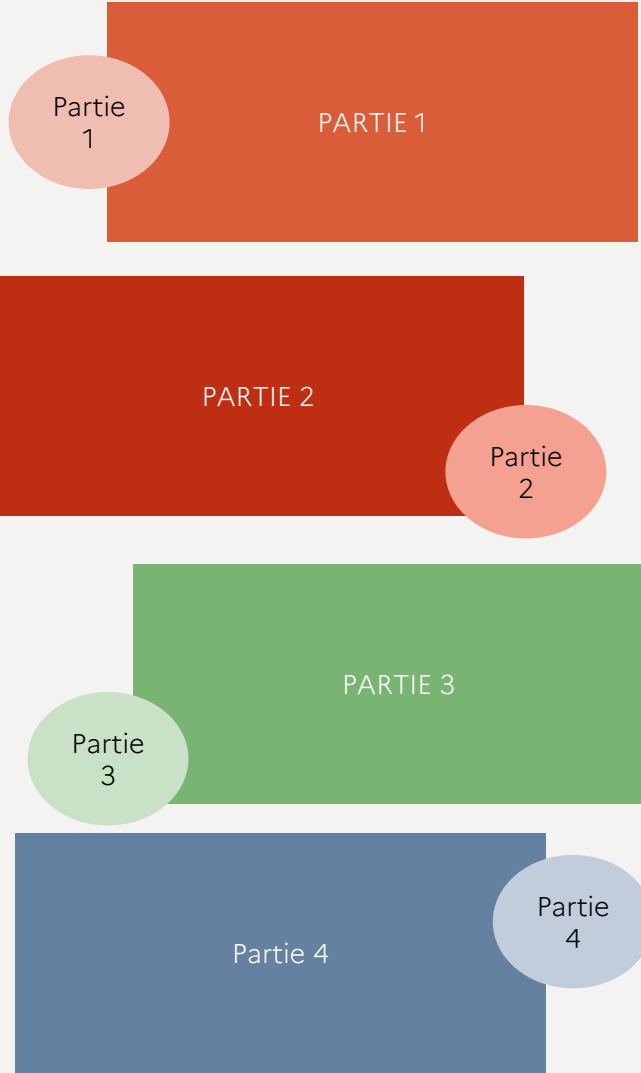 Partie
1
PARTIE 1
PARTIE 2
Partie
2
PARTIE 3
Partie
3
Partie 4
Partie
4